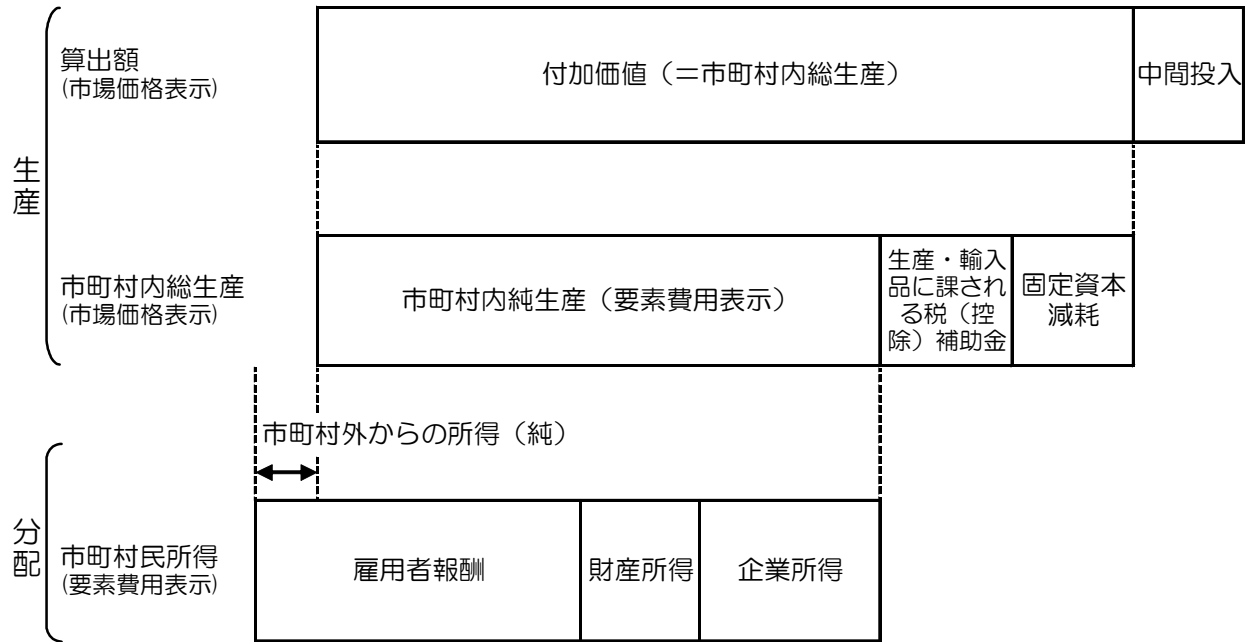 生産
算出額
(市場価格表示)
付加価値（＝市町村内総生産）
中間投入
市町村内総生産
(市場価格表示)
市町村内純生産（要素費用表示）
生産・輸入
品に課され
る税（控
除）補助金
固定資本
減耗
市町村外からの所得（純）
分配
市町村民所得
(要素費用表示)
雇用者報酬
財産所得
企業所得